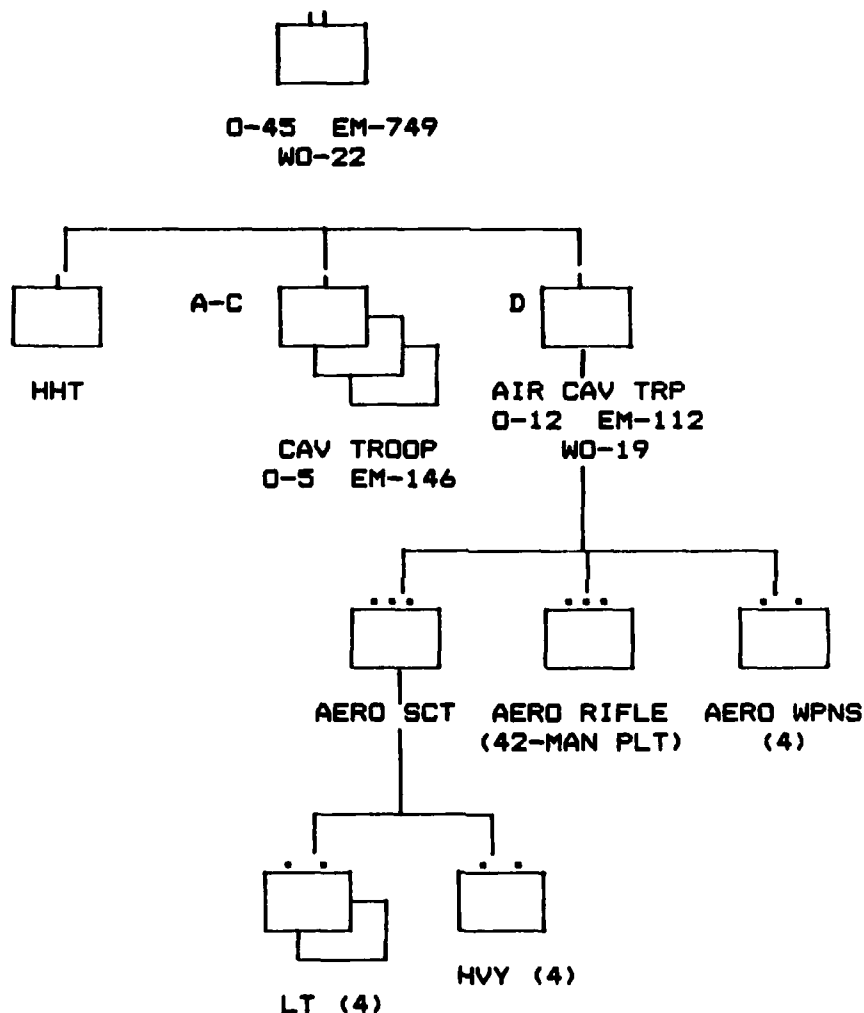 O-45 EM-749
WO-22
A-C
D
HHT
AIR CAV TRP
O-12 EM-112
WO-19
CAV TROOP
O-5 EM-146
AERO SCT
AERO RIFLE
(42-MAN PLT)
AERO WPNS
(4)
LT (4)
HVY (4)